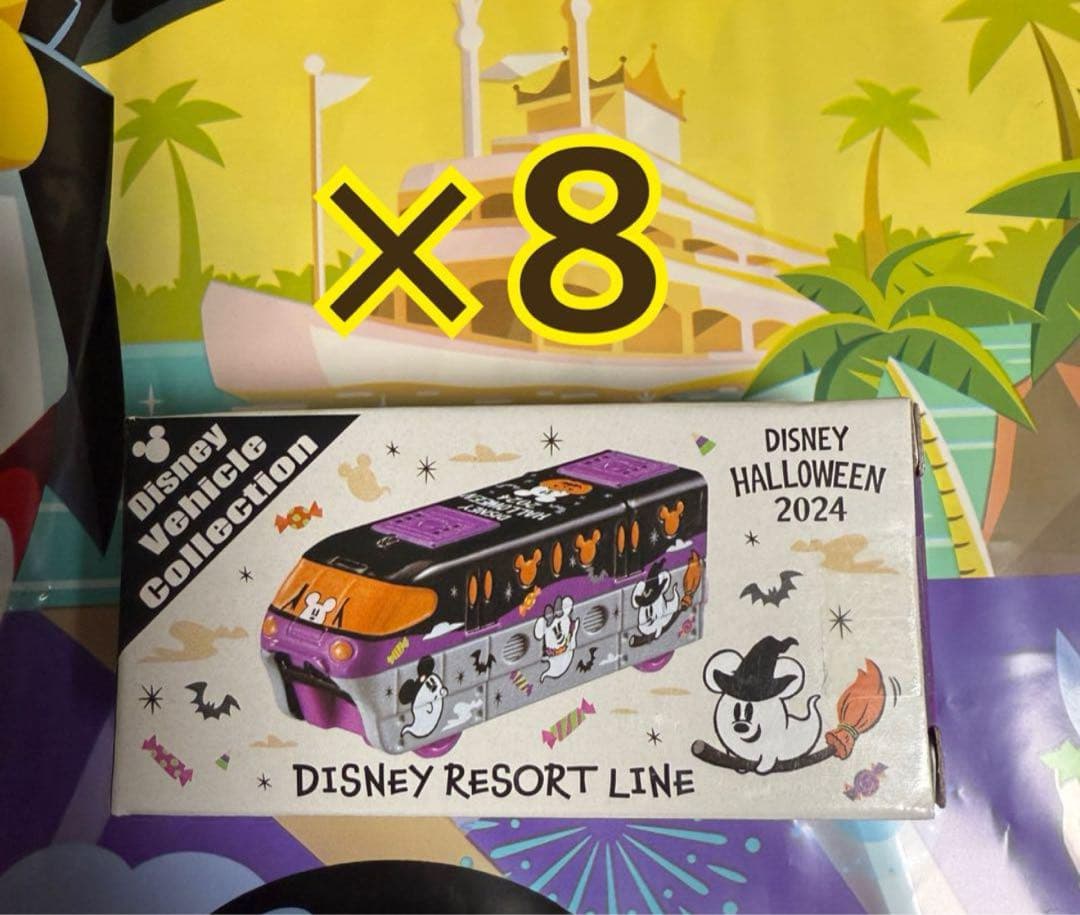 ×8
Disney
Vehicle
Collection
DISNEY
HALLOWEEN
2024
DISNEY RESORT LINE